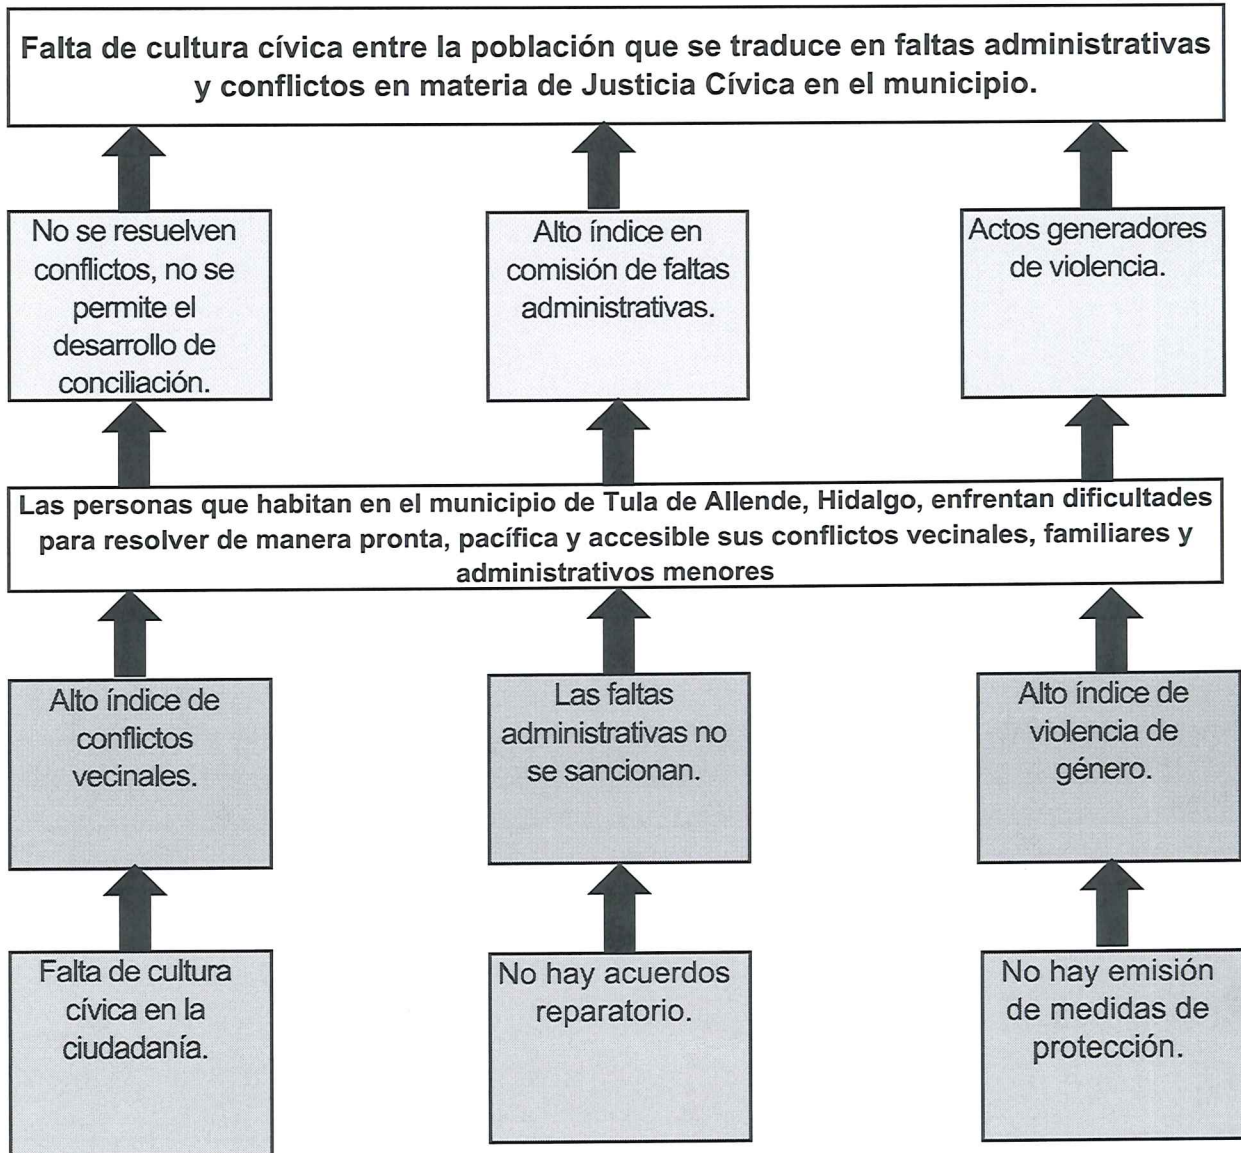 Falta de cultura cívica entre la población que se traduce en faltas administrativas
y conflictos en materia de Justicia Cívica en el municipio.
No se resuelven
conflictos, no se
permite el
desarrollo de
conciliación.
Alto índice en
comisión de faltas
administrativas.
Actos generadores
de violencia.
Las personas que habitan en el municipio de Tula de Allende, Hidalgo, enfrentan dificultades
para resolver de manera pronta, pacífica y accesible sus conflictos vecinales, familiares y
administrativos menores
Alto índice de
conflictos
vecinales.
Las faltas
administrativas no
se sancionan.
Alto índice de
violencia de
género.
Falta de cultura
cívica en la
ciudadanía.
No hay acuerdos
reparatorio.
No hay emisión
de medidas de
protección.